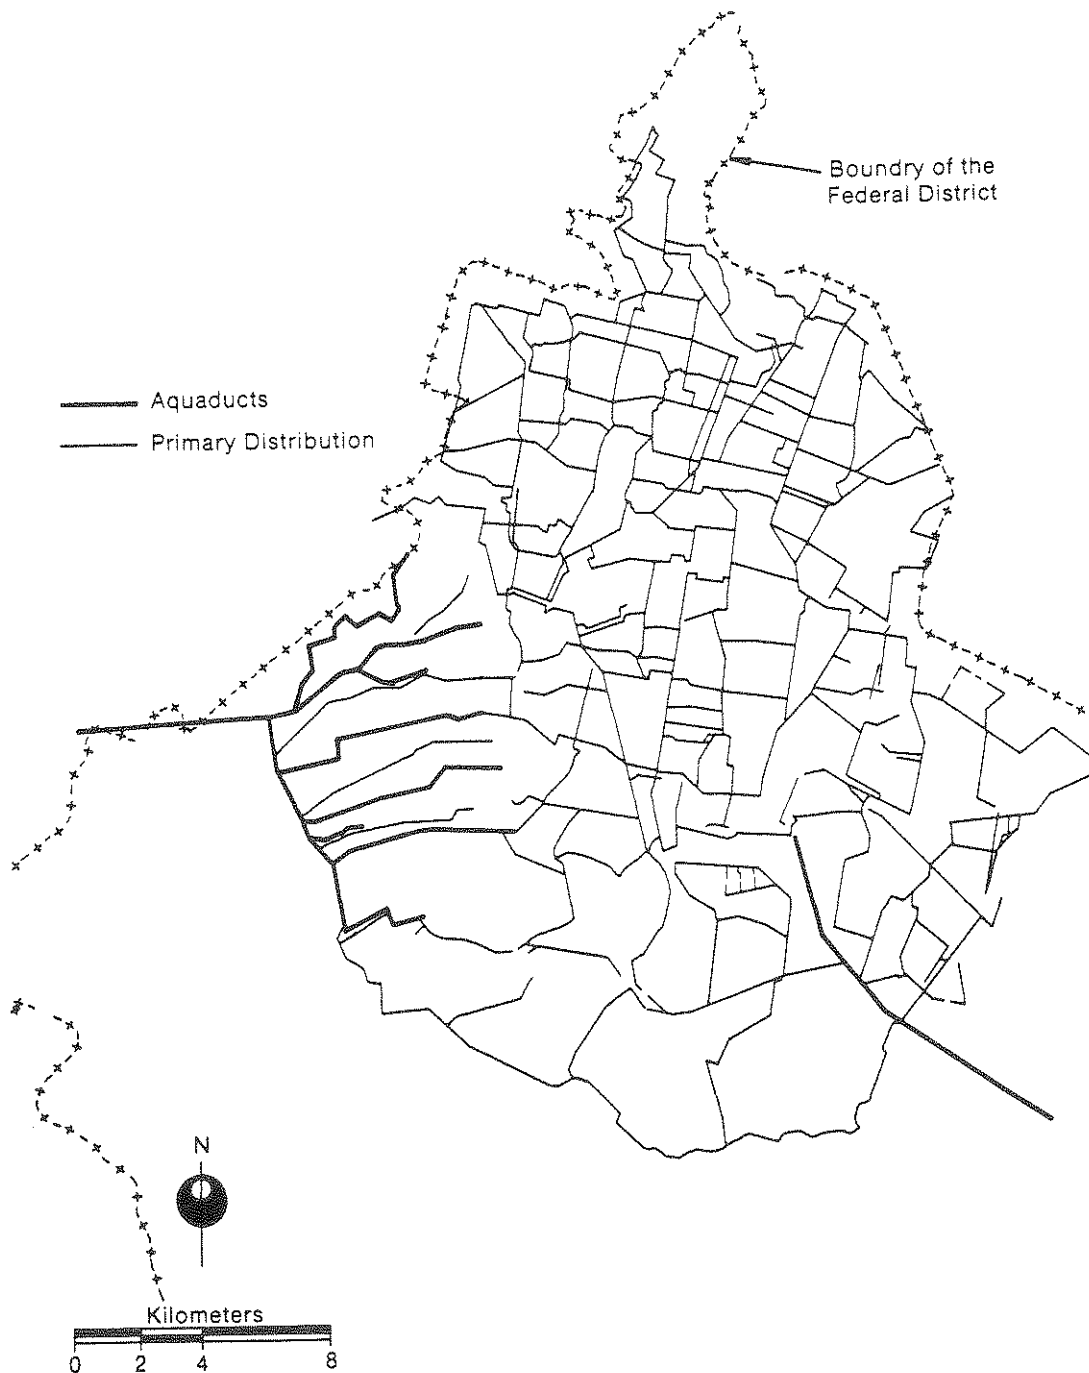 Boundry of the
Federal District
Aquaducts
Primary Distribution
N
Kilometers
0 2 4 8